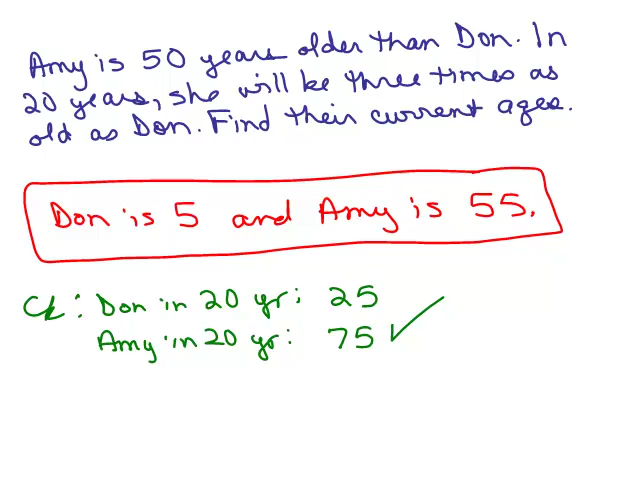 Amy is 50 years older than Don. In
20 years, she will be three times as
old as Don. Find their current ages.
Don is 5 and Amy is 55.
Ck: Don in 20 yr: 25
Amy in 20 yr: 75 ✓